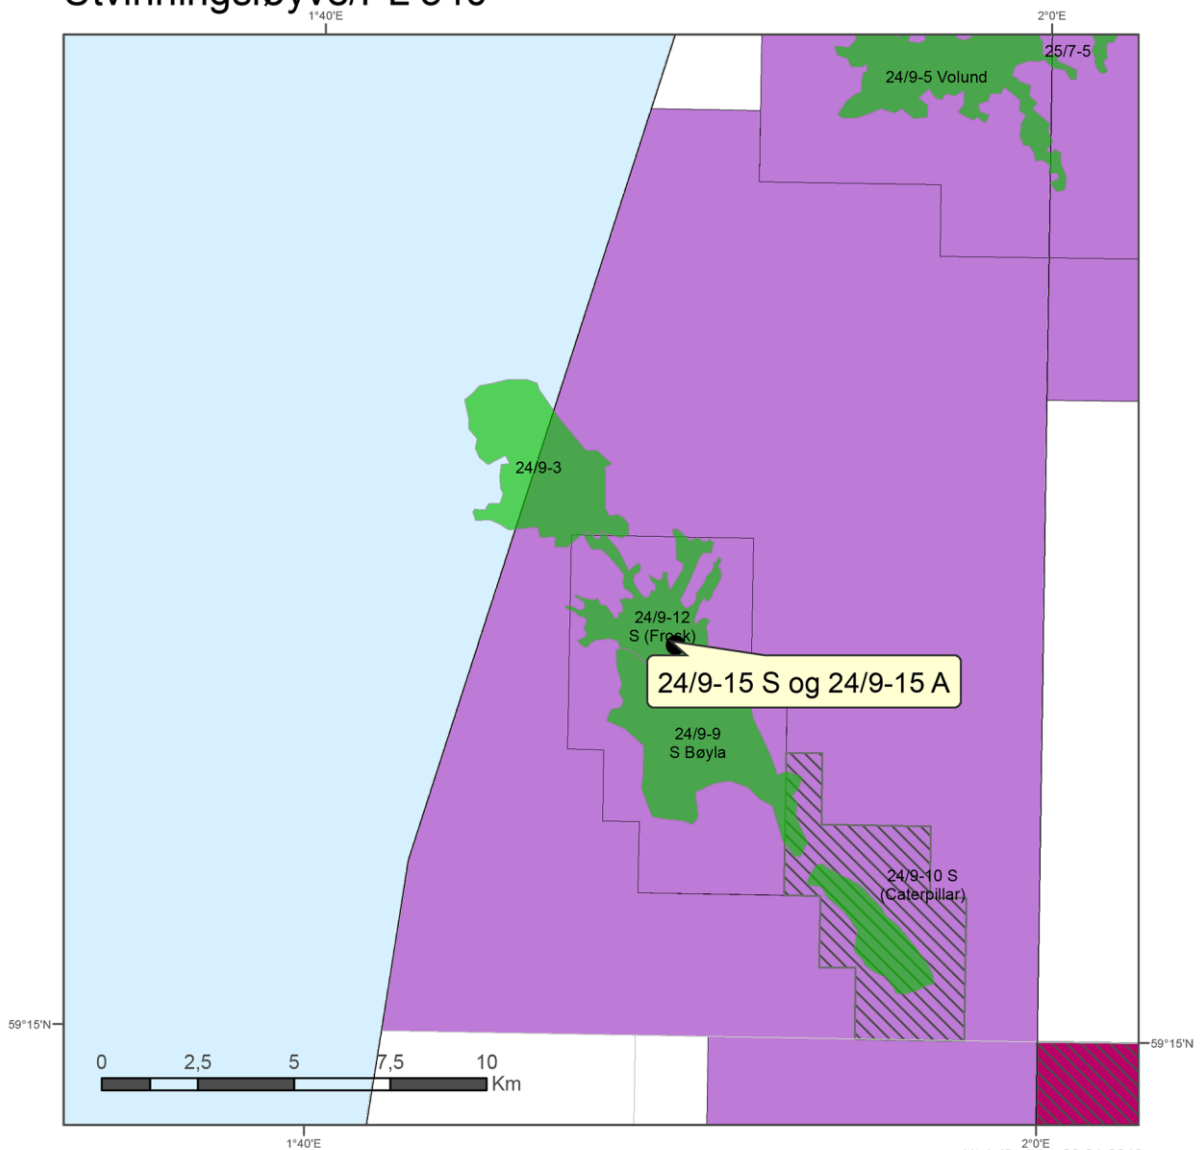 1°40'E
2°0'E
25/7-5
24/9-5 Volund
24/9-3
24/9-12
S (Frosk)
24/9-15 S og 24/9-15 A
24/9-9
S Bøyla
24/9-10 S
(Caterpillar)
59°15'N
59°15'N
0 2,5 5 7,5 10
Km
1°40'E
2°0'E